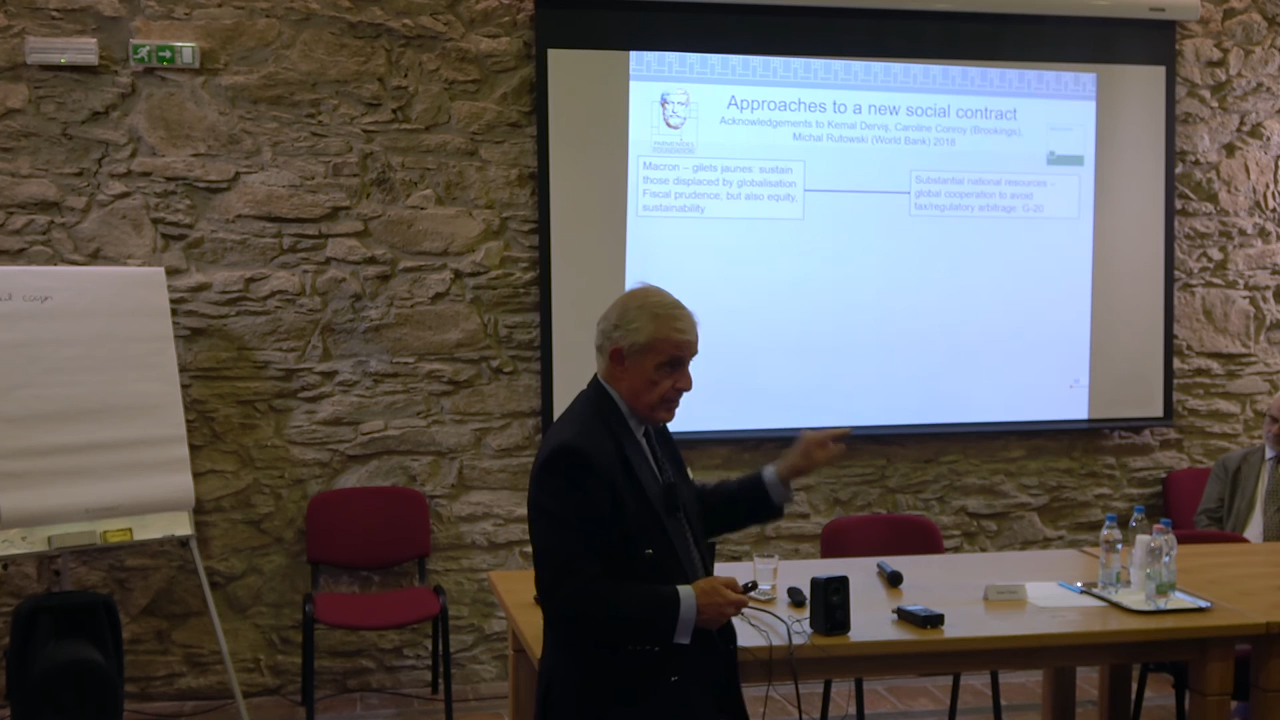 Approaches to a new social contract
Acknowledgements to Kemal Derviş, Caroline Conroy (Brookings),
Michal Rutowski (World Bank) 2018
PARMENIDES
FOUNDATION
Macron – gilets jaunes: sustain
those displaced by globalisation
Fiscal prudence, but also equity,
sustainability
Substantial national resources –
global cooperation to avoid
tax/regulatory arbitrage: G-20